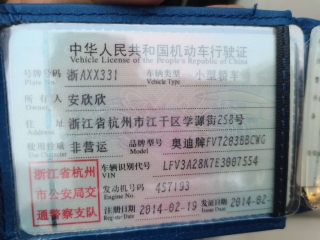 中华人民共和国机动车行驶证
Vehicle License of the People's Republic of China
号牌号码 浙AXX331 车辆类型 小型轿车
Plate No. Vehicle Type
所有人 安欣欣
Owner
住址 浙江省杭州市江干区学源街258号
Address
使用性质 非营运 品牌型号 奥迪牌FV7203BBCWG
Model
车辆识别代号 LFV3A28K7E3007554
VIN
浙江省杭州
市公安局交
通警察支队
发动机号码 457193
Engine No.
注册日期 2014-02-19 发证日期 2014-02-
Register Date Issue Date